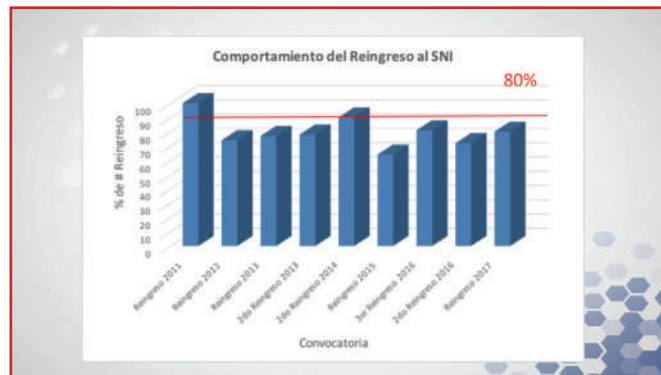 Comportamiento del Reingreso al SNI
80%
% de # Reingreso
100
90
80
70
60
50
40
30
20
10
0
Reingreso 2011
Reingreso 2012
Reingreso 2013
2do Reingreso 2013
2do Reingreso 2014
Reingreso 2015
3er Reingreso 2016
2do Reingreso 2016
Reingreso 2017
Convocatoria